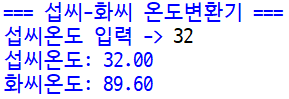 === 섭씨-화씨 온도변환기 ===
섭씨온도 입력 -> 32
섭씨온도: 32.00
화씨온도: 89.60